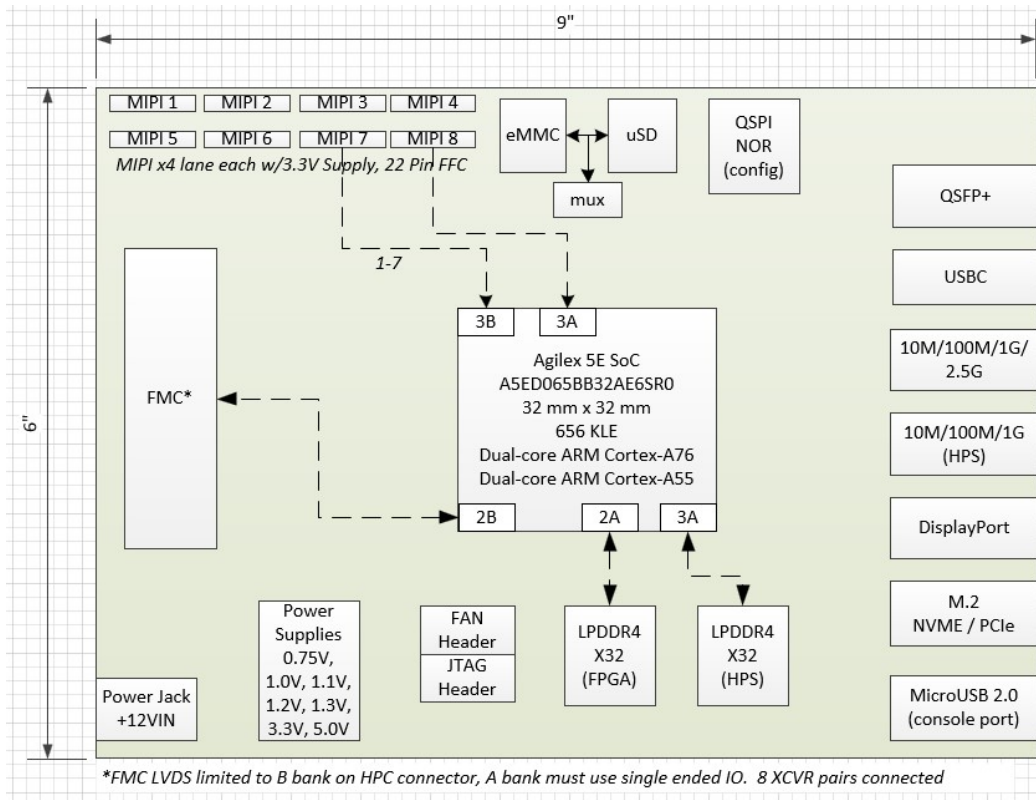 9"
MIPI 1 MIPI 2 MIPI 3 MIPI 4
MIPI 5 MIPI 6 MIPI 7 MIPI 8
MIPI x4 lane each w/3.3V Supply, 22 Pin FFC
eMMC
uSD
mux
QSPI
NOR
(config)
QSFP+
USBC
10M/100M/1G/
2.5G
10M/100M/1G
(HPS)
DisplayPort
M.2
NVME / PCIe
MicroUSB 2.0
(console port)
1-7
6"
FMC*
3B 3A
Agilex 5E SoC
A5ED065BB32AE6SR0
32 mm x 32 mm
656 KLE
Dual-core ARM Cortex-A76
Dual-core ARM Cortex-A55
2B 2A 3A
Power Jack
+12VIN
Power
Supplies
0.75V,
1.0V, 1.1V,
1.2V, 1.3V,
3.3V, 5.0V
FAN
Header
JTAG
Header
LPDDR4
X32
(FPGA)
LPDDR4
X32
(HPS)
*FMC LVDS limited to B bank on HPC connector, A bank must use single ended IO. 8 XCVR pairs connected